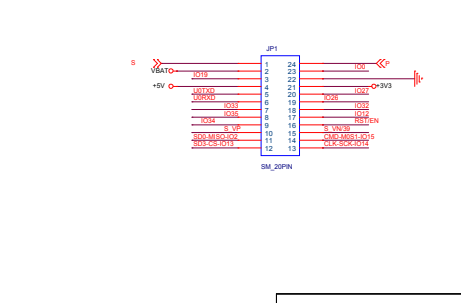 JP1
S 1 24 P
VBAT 2 23 IO0
IO19 3 22
+5V 4 21 +3V3
U0TXD 5 20 IO27
U0RXD 6 19 IO26
IO33 7 18 IO32
IO35 8 17 IO12
IO34 9 16 RST/EN
S_VP 10 15 S_VN/39
SD0-MISO-IO2 11 14 CMD-M0S1-IO15
SD3-CS-IO13 12 13 CLK-SCK-IO14
SM_20PIN